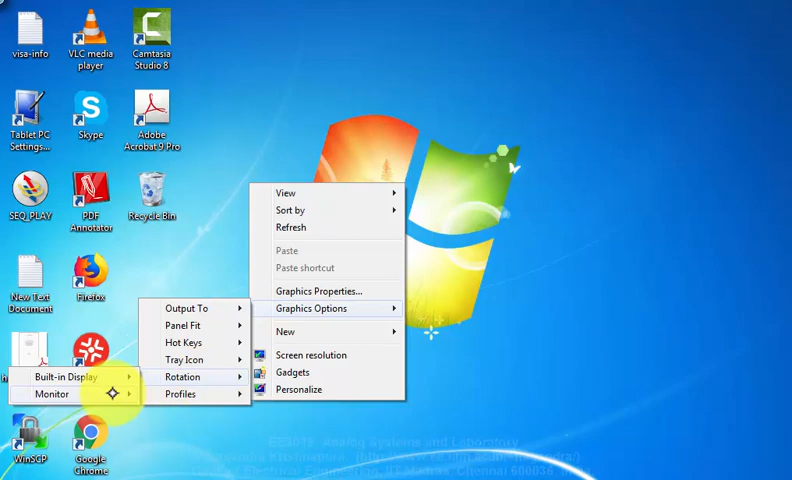 visa-info
VLC media
player
Camtasia
Studio 8
Tablet PC
Settings...
Skype
Adobe
Acrobat 9 Pro
SEQ_PLAY
PDF
Annotator
Recycle Bin
New Text
Document
Firefox
WinSCP
Google
Chrome
View
Sort by
Refresh
Paste
Paste shortcut
Graphics Properties...
Graphics Options
New
Screen resolution
Gadgets
Personalize
Output To
Panel Fit
Hot Keys
Tray Icon
Rotation
Profiles
Built-in Display
Monitor
EE3019 Analog Systems and Laboratory
Electrical Engineering, IIT Madras, Chennai 600036, India